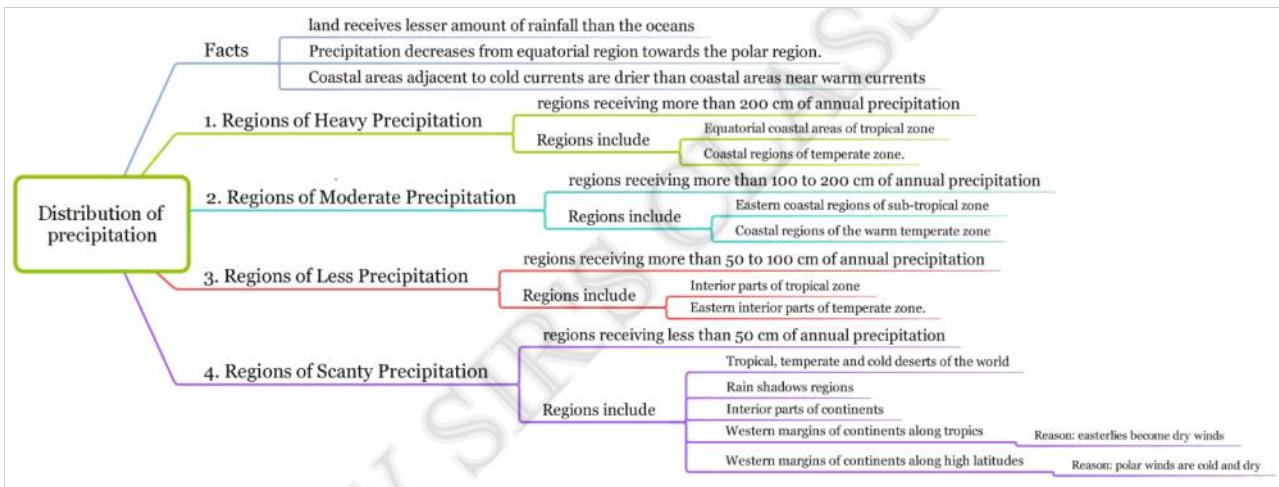 land receives lesser amount of rainfall than the oceans
Facts
Precipitation decreases from equatorial region towards the polar region.
Coastal areas adjacent to cold currents are drier than coastal areas near warm currents
regions receiving more than 200 cm of annual precipitation
1. Regions of Heavy Precipitation
Regions include
Equatorial coastal areas of tropical zone
Coastal regions of temperate zone.
regions receiving more than 100 to 200 cm of annual precipitation
2. Regions of Moderate Precipitation
Regions include
Eastern coastal regions of sub-tropical zone
Coastal regions of the warm temperate zone
Distribution of
precipitation
regions receiving more than 50 to 100 cm of annual precipitation
3. Regions of Less Precipitation
Regions include
Interior parts of tropical zone
Eastern interior parts of temperate zone.
regions receiving less than 50 cm of annual precipitation
4. Regions of Scanty Precipitation
Regions include
Tropical, temperate and cold deserts of the world
Rain shadows regions
Interior parts of continents
Western margins of continents along tropics
Reason: easterlies become dry winds
Western margins of continents along high latitudes
Reason: polar winds are cold and dry
SIR'S CLASS